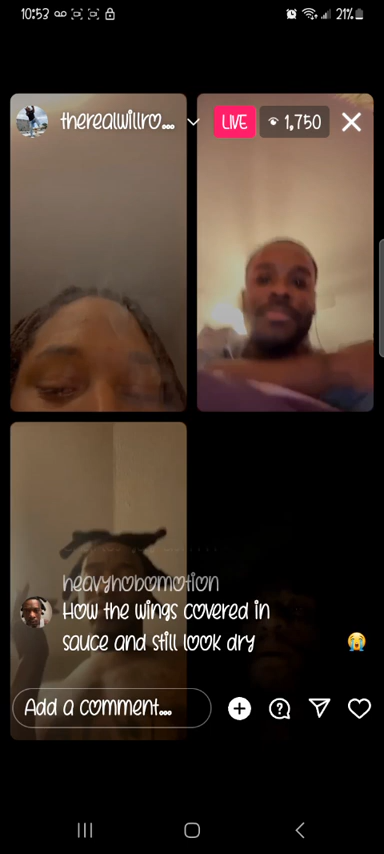 10:53
21%
therealwillro...
LIVE
1,750
heavyhobomotion
How the wings covered in
sauce and still look dry
Add a comment...